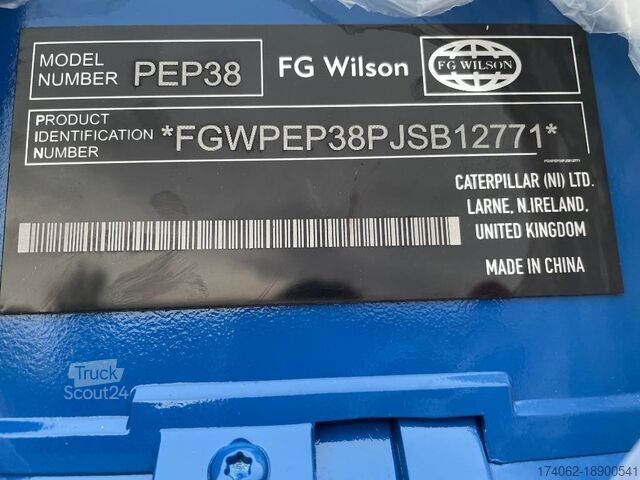 MODEL
NUMBER
PEP38
FG Wilson
FG WILSON
PRODUCT
IDENTIFICATION
NUMBER
*FGWPEP38PJSB12771*
FGWPEP38PJSB12771
CATERPILLAR (NI) LTD.
LARNE, N.IRELAND,
UNITED KINGDOM
MADE IN CHINA
Truck
Scout24
174062-18900541